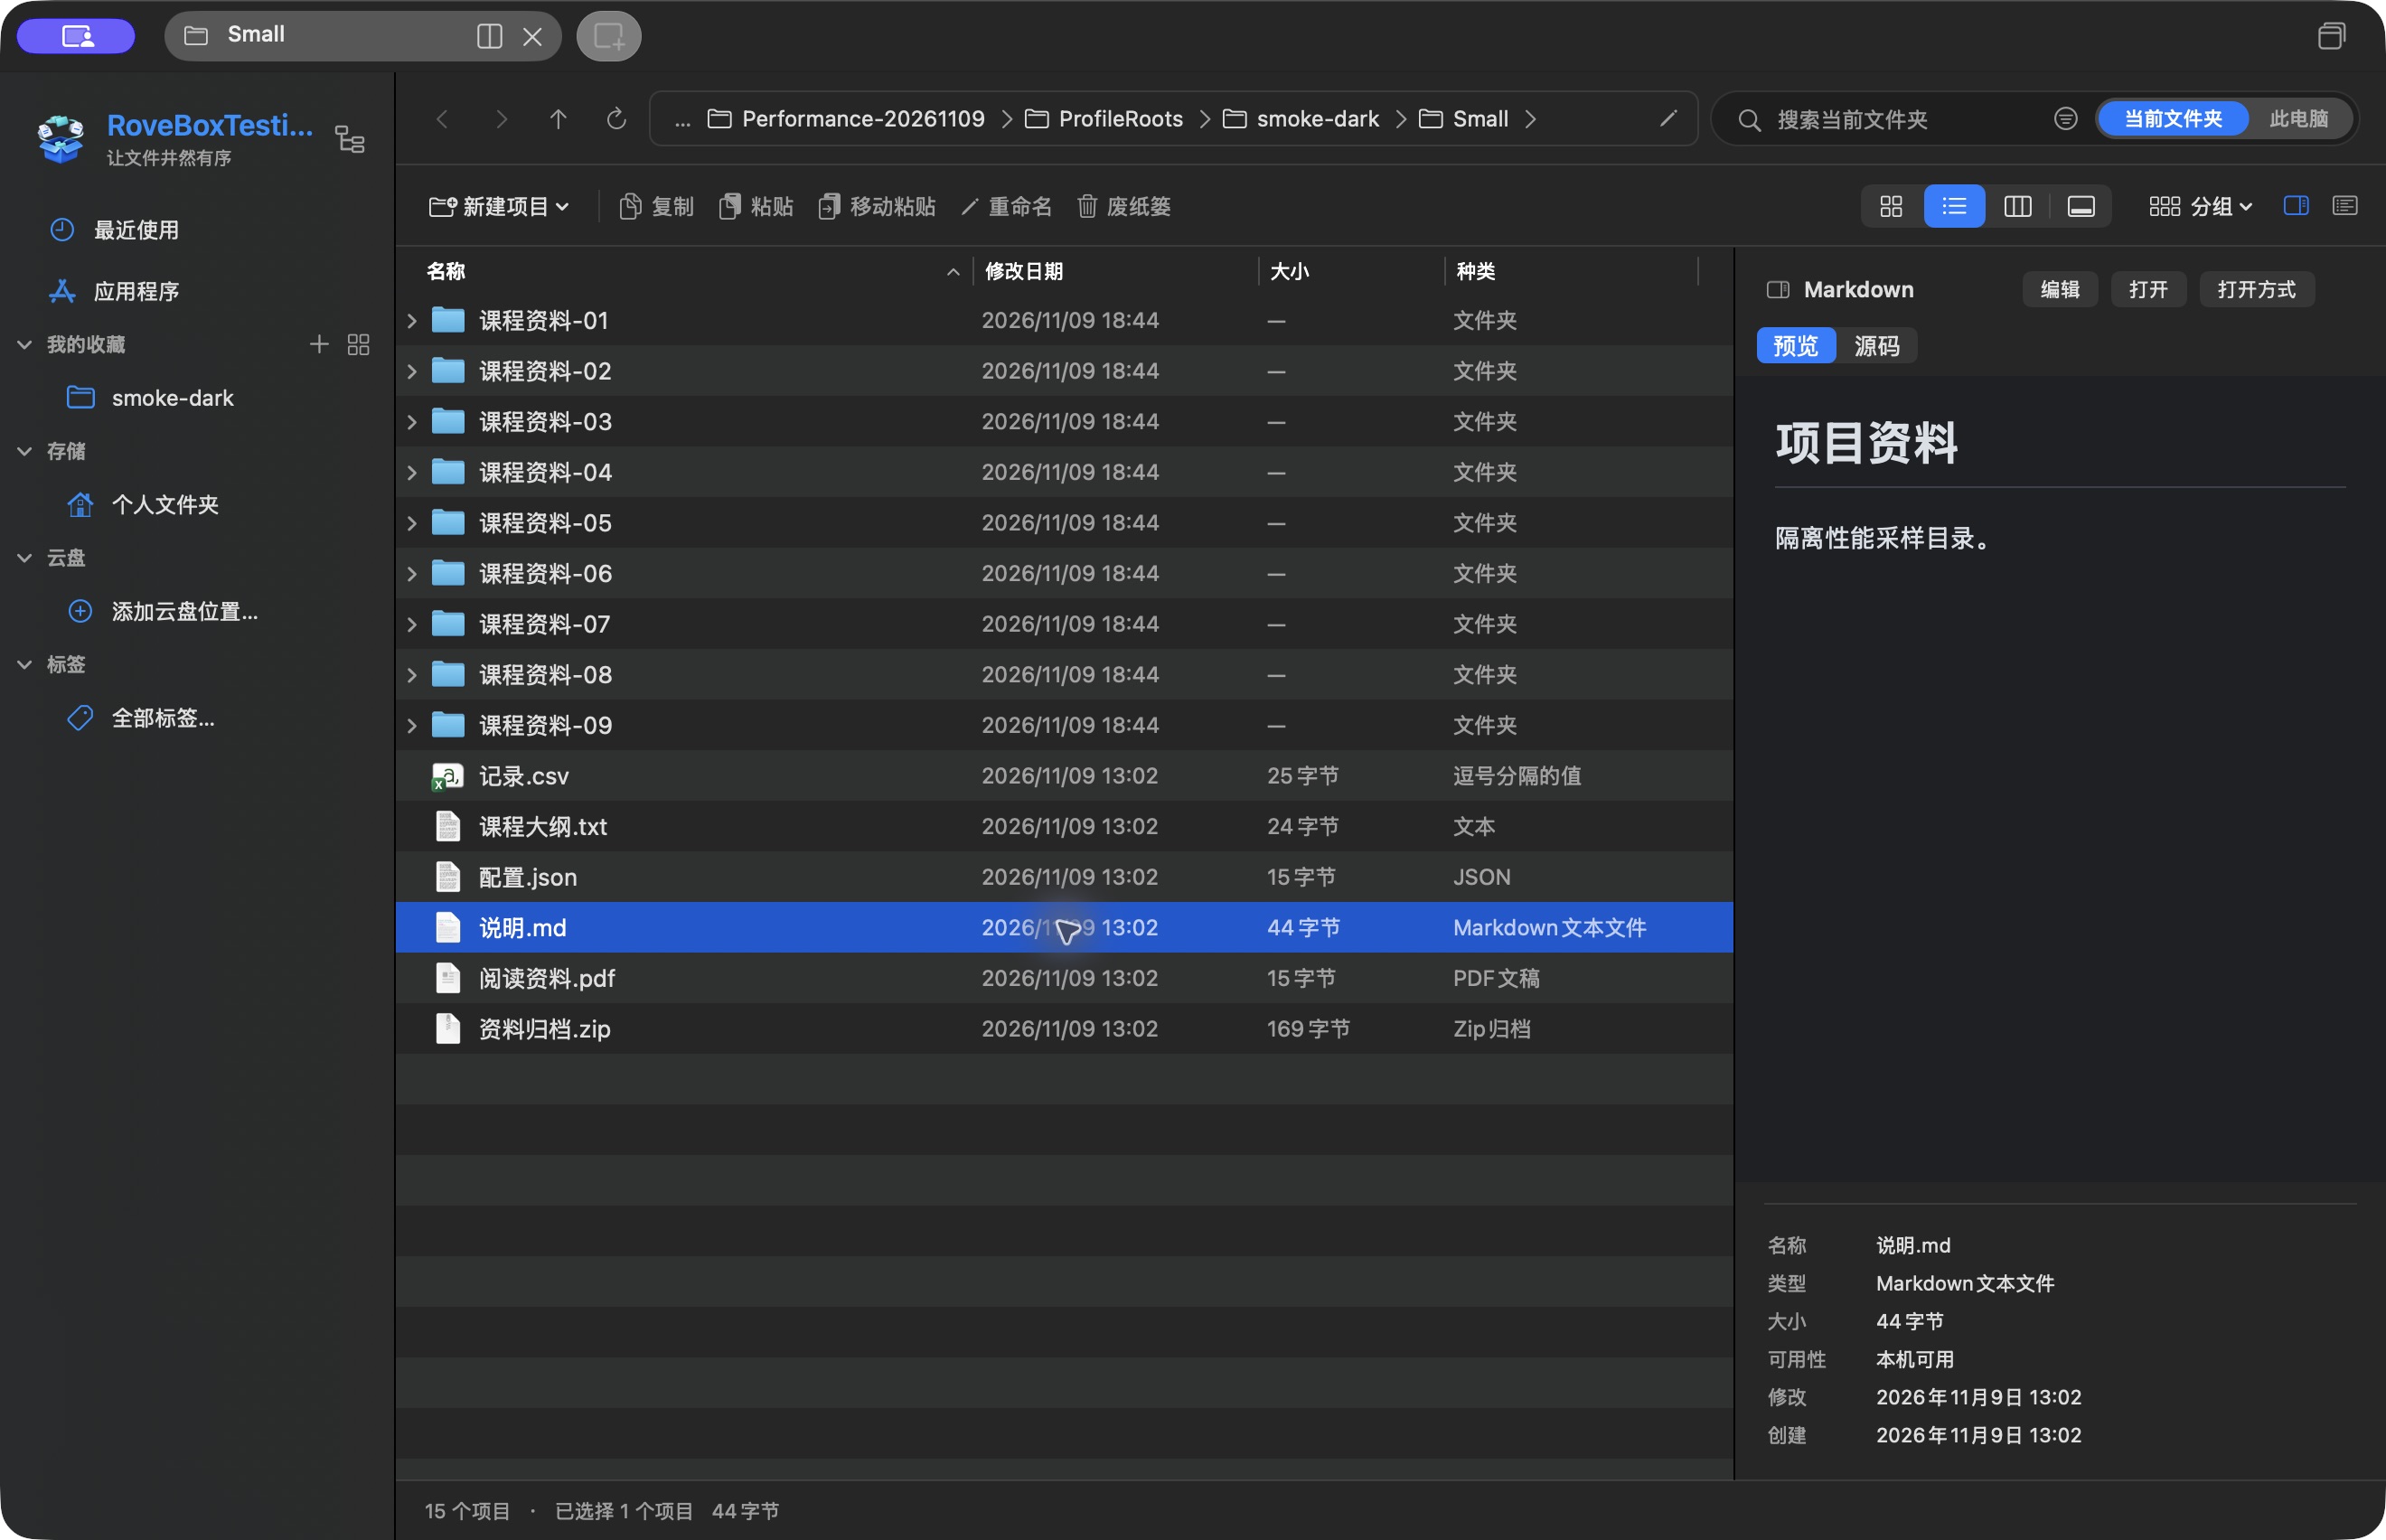 Small
RoveBoxTesti...
让文件井然有序
最近使用
应用程序
我的收藏
smoke-dark
存储
个人文件夹
云盘
添加云盘位置...
标签
全部标签...
... Performance-20261109 ProfileRoots smoke-dark Small
搜索当前文件夹 当前文件夹 此电脑
新建项目 复制 粘贴 移动粘贴 重命名 废纸篓 分组
名称 修改日期 大小 种类
课程资料-01 2026/11/09 18:44 — 文件夹
课程资料-02 2026/11/09 18:44 — 文件夹
课程资料-03 2026/11/09 18:44 — 文件夹
课程资料-04 2026/11/09 18:44 — 文件夹
课程资料-05 2026/11/09 18:44 — 文件夹
课程资料-06 2026/11/09 18:44 — 文件夹
课程资料-07 2026/11/09 18:44 — 文件夹
课程资料-08 2026/11/09 18:44 — 文件夹
课程资料-09 2026/11/09 18:44 — 文件夹
记录.csv 2026/11/09 13:02 25 字节 逗号分隔的值
课程大纲.txt 2026/11/09 13:02 24 字节 文本
配置.json 2026/11/09 13:02 15 字节 JSON
说明.md 2026/11/09 13:02 44 字节 Markdown 文本文件
阅读资料.pdf 2026/11/09 13:02 15 字节 PDF 文稿
资料归档.zip 2026/11/09 13:02 169 字节 Zip 归档
Markdown 编辑 打开 打开方式
预览 源码
项目资料
隔离性能采样目录。
名称 说明.md
类型 Markdown 文本文件
大小 44 字节
可用性 本机可用
修改 2026年11月9日 13:02
创建 2026年11月9日 13:02
15 个项目 · 已选择 1 个项目 44 字节